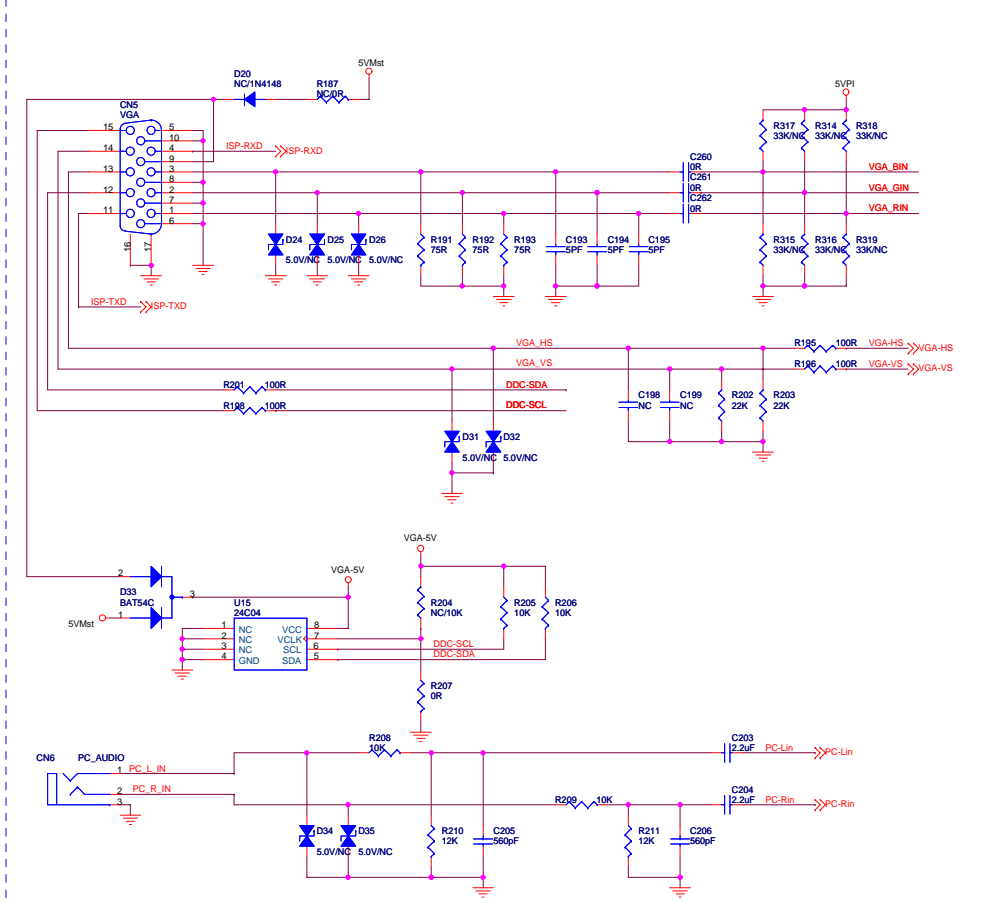 5VMst
D20
NC/1N4148
R187
NC/0R
5VPI
CN5
VGA
15
14
13
12
11
5
10
4
9
3
8
2
7
1
6
16
17
ISP-RXD
ISP-RXD
R317
33K/NC
R314
33K/NC
R318
33K/NC
C260
0R
C261
0R
C262
0R
VGA_BIN
VGA_GIN
VGA_RIN
D24
5.0V/NC
D25
5.0V/NC
D26
5.0V/NC
R191
75R
R192
75R
R193
75R
C193
5PF
C194
5PF
C195
5PF
R315
33K/NC
R316
33K/NC
R319
33K/NC
ISP-TXD
ISP-TXD
VGA_HS
R195
100R
VGA-HS
VGA-HS
VGA_VS
R196
100R
VGA-VS
VGA-VS
R201
100R
DDC-SDA
R198
100R
DDC-SCL
C198
NC
C199
NC
R202
22K
R203
22K
D31
5.0V/NC
D32
5.0V/NC
VGA-5V
VGA-5V
2
D33
BAT54C
3
1
5VMst
U15
24C04
1
2
3
4
NC
NC
NC
GND
VCC
VCLK
SCL
SDA
8
7
6
5
R204
NC/10K
R205
10K
R206
10K
DDC-SCL
DDC-SDA
R207
0R
CN6
PC_AUDIO
1
PC_L_IN
2
PC_R_IN
3
R208
10K
C203
2.2uF
PC-Lin
PC-Lin
R209
10K
C204
2.2uF
PC-Rin
PC-Rin
D34
5.0V/NC
D35
5.0V/NC
R210
12K
C205
560pF
R211
12K
C206
560pF